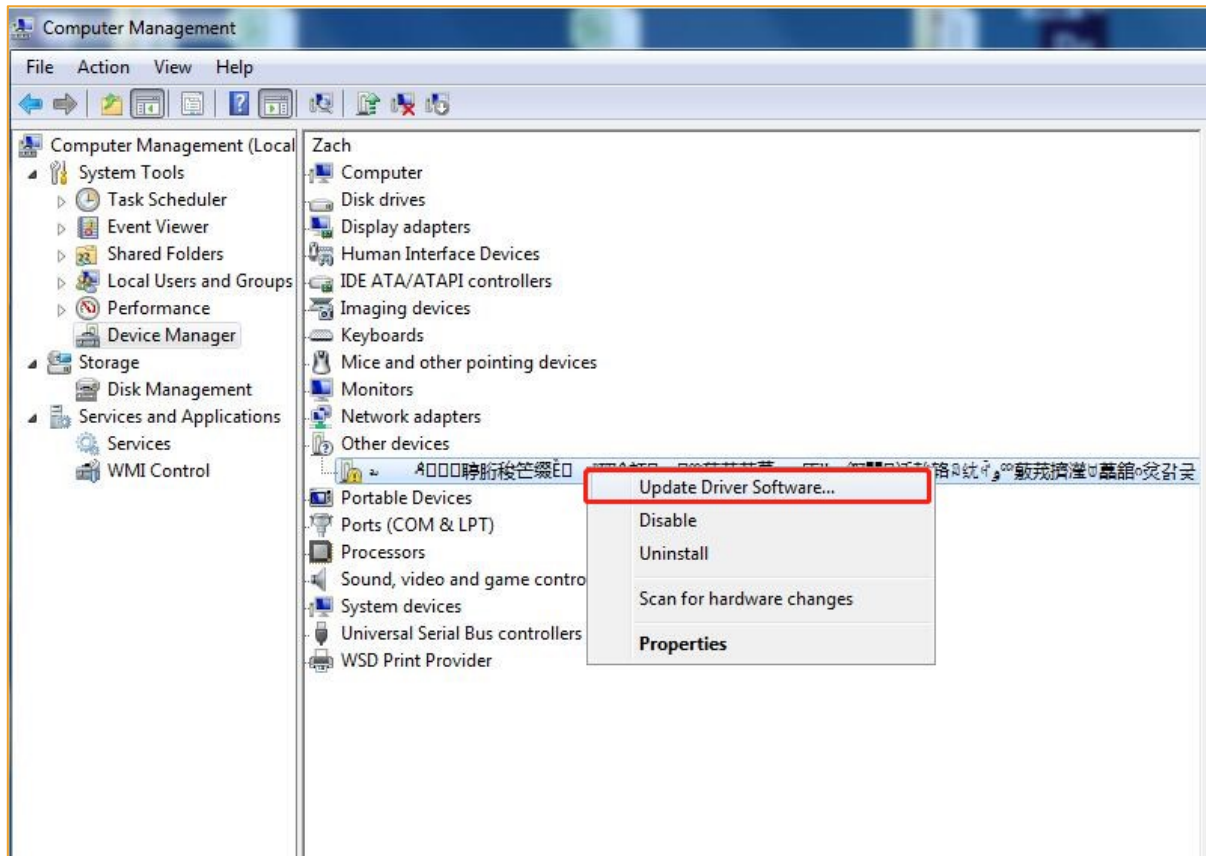 Computer Management
File Action View Help
Computer Management (Local
System Tools
Task Scheduler
Event Viewer
Shared Folders
Local Users and Groups
Performance
Device Manager
Storage
Disk Management
Services and Applications
Services
WMI Control
Zach
Computer
Disk drives
Display adapters
Human Interface Devices
IDE ATA/ATAPI controllers
Imaging devices
Keyboards
Mice and other pointing devices
Monitors
Network adapters
Other devices
Portable Devices
Ports (COM & LPT)
Processors
Sound, video and game contro
System devices
Universal Serial Bus controllers
WSD Print Provider
Update Driver Software...
Disable
Uninstall
Scan for hardware changes
Properties